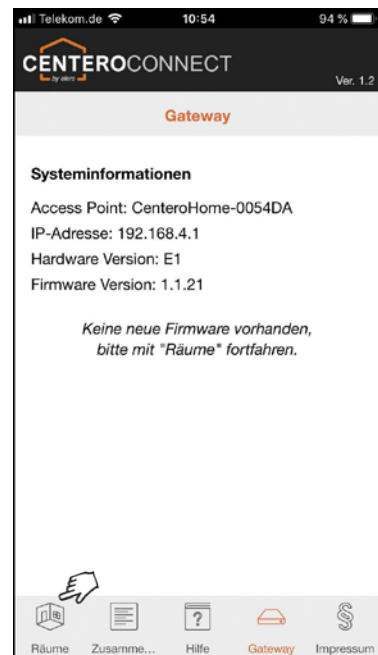 Telekom.de 10:54 94 %
CENTEROCONNECT
by elero
Ver. 1.2
Gateway
Systeminformationen
Access Point: CenteroHome-0054DA
IP-Adresse: 192.168.4.1
Hardware Version: E1
Firmware Version: 1.1.21
Keine neue Firmware vorhanden,
bitte mit "Räume" fortfahren.
?
§
Räume Zusamme... Hilfe Gateway Impressum